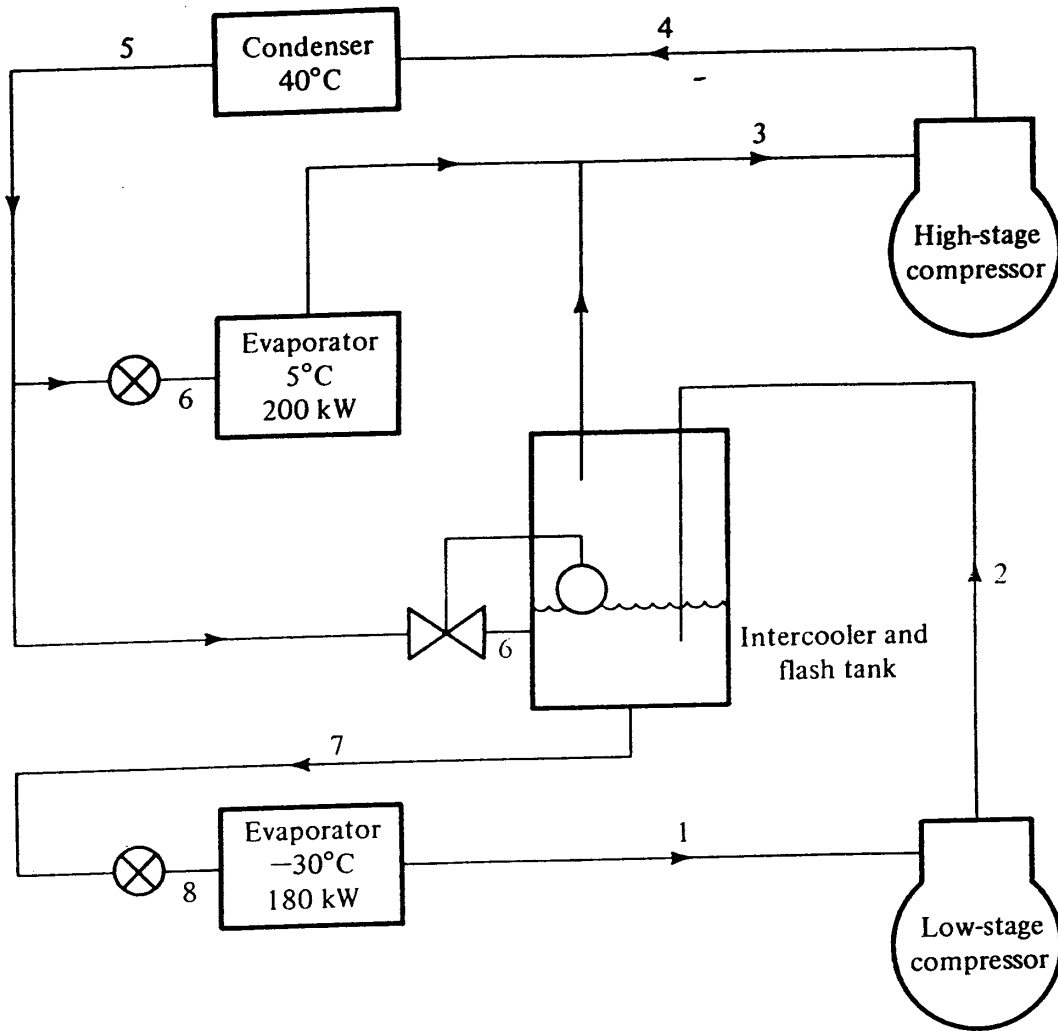 5
Condenser
40°C
4
3
High-stage
compressor
6
Evaporator
5°C
200 kW
2
6
Intercooler and
flash tank
7
8
Evaporator
−30°C
180 kW
1
Low-stage
compressor